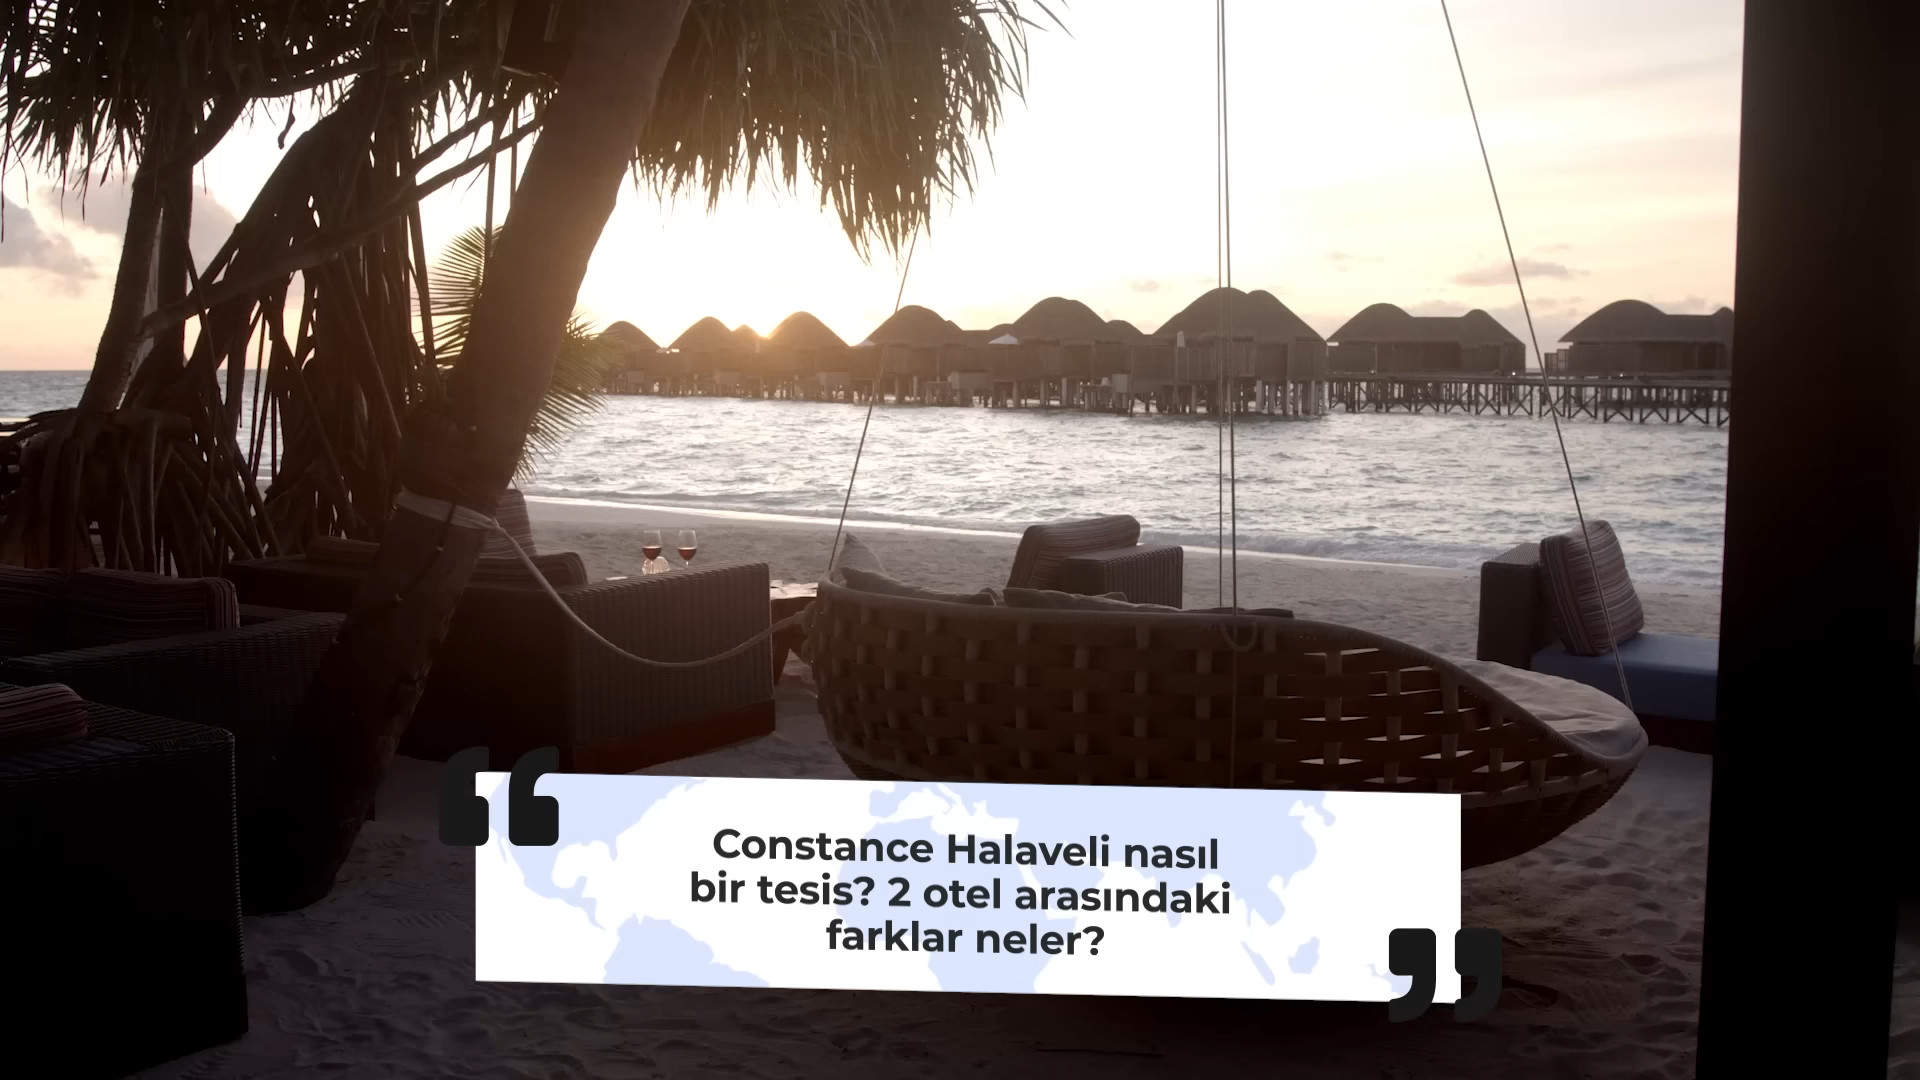 Constance Halaveli nasıl
bir tesis? 2 otel arasındaki
farklar neler?